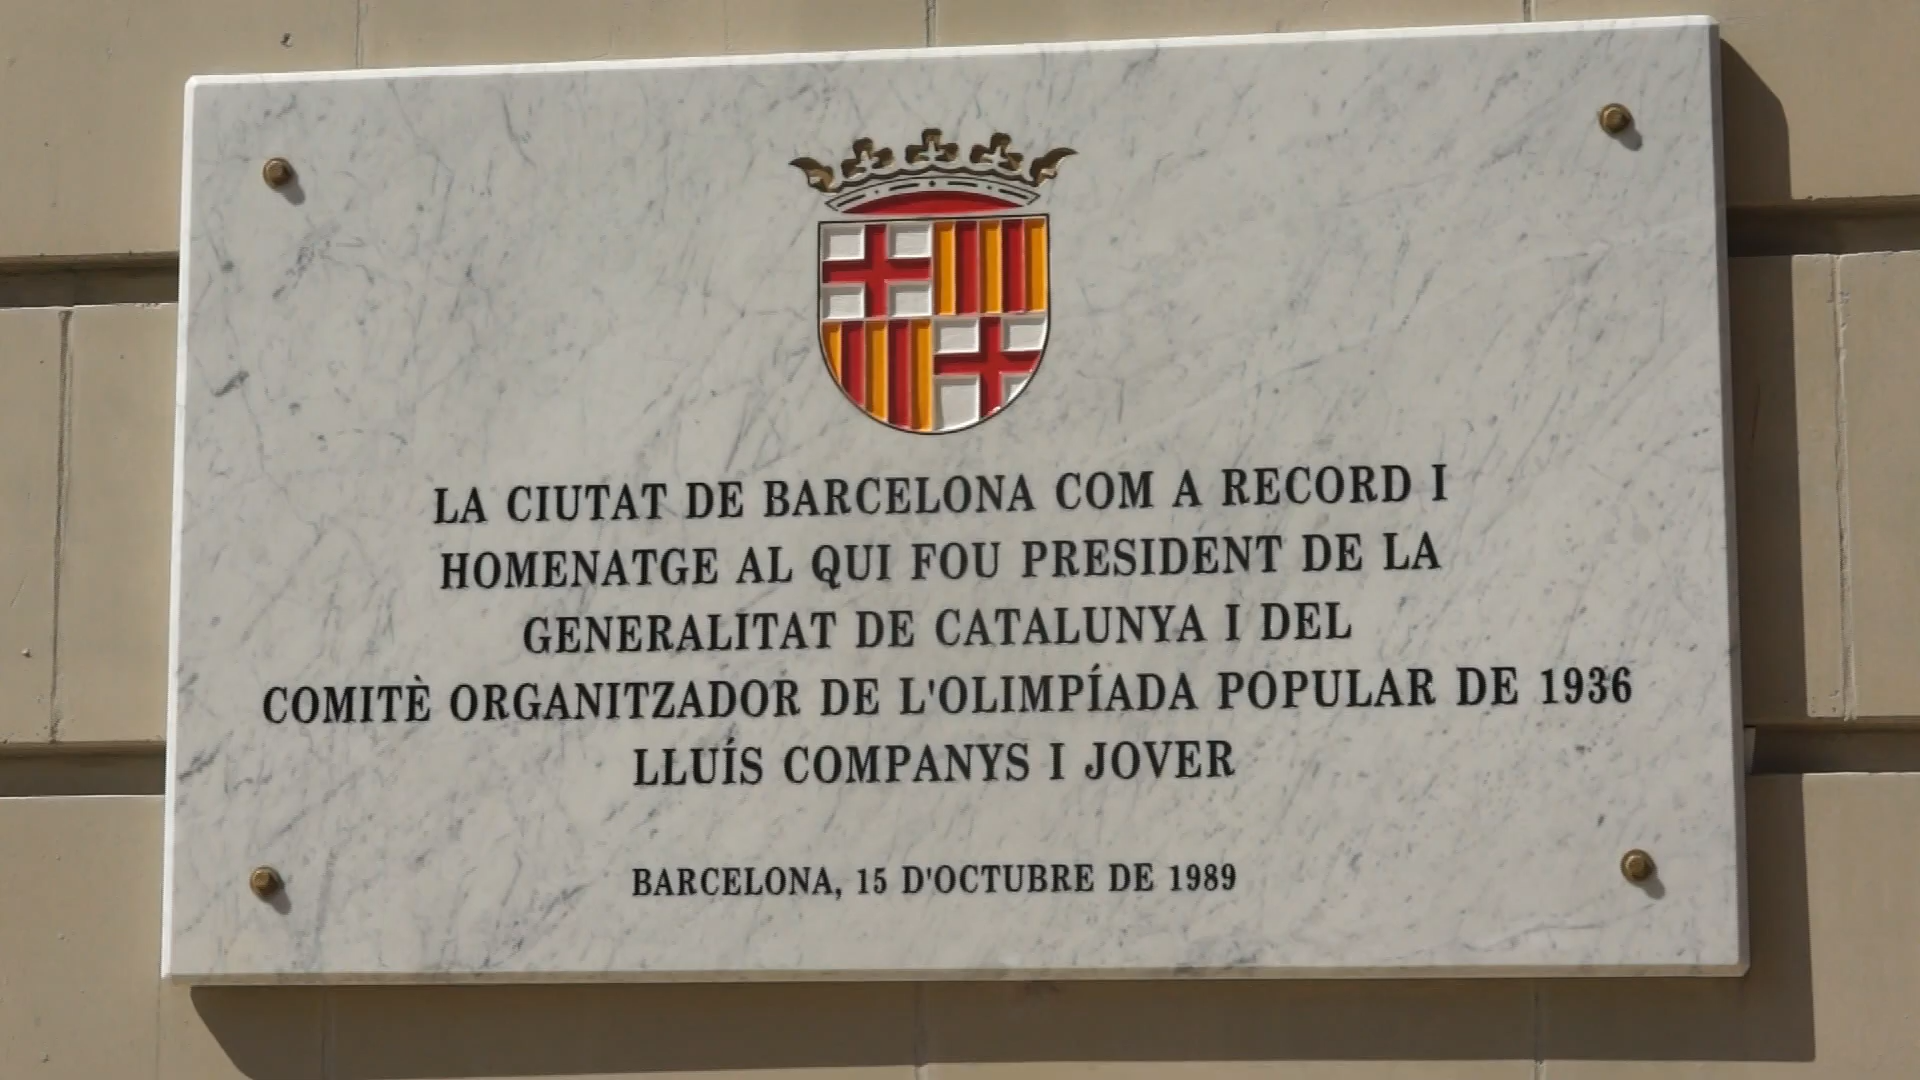 LA CIUTAT DE BARCELONA COM A RECORD I
HOMENATGE AL QUI FOU PRESIDENT DE LA
GENERALITAT DE CATALUNYA I DEL
COMITÈ ORGANITZADOR DE L'OLIMPÍADA POPULAR DE 1936
LLUÍS COMPANYS I JOVER
BARCELONA, 15 D'OCTUBRE DE 1989